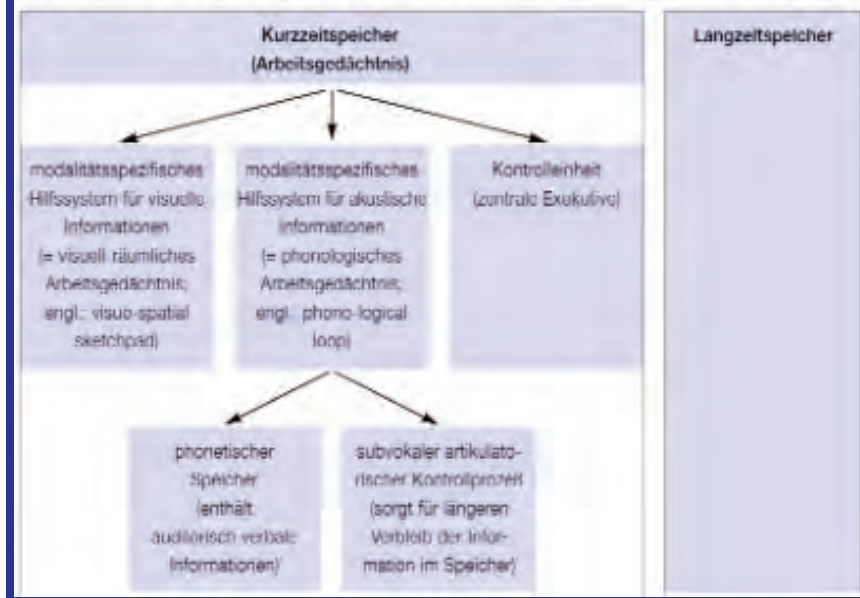 Kurzzeitspeicher
(Arbeitsgedächtnis)
Langzeitspeicher
modalitätsspezifisches
Hilfssystem für visuelle
Informationen
(= visuell räumliches
Arbeitsgedächtnis;
engl.: visuo-spatial
sketchpad)
modalitätsspezifisches
Hilfssystem für akustische
Informationen
(= phonologisches
Arbeitsgedächtnis;
engl.: phono-logical
loop)
Kontrolleinheit
(zentrale Exekutive)
phonetischer
Speicher
(enthält
auditorisch verbale
Informationen)
subvokaler artikulato-
rischer Kontrollprozeß
(sorgt für längeren
Verbleib der Infor-
mation im Speicher)